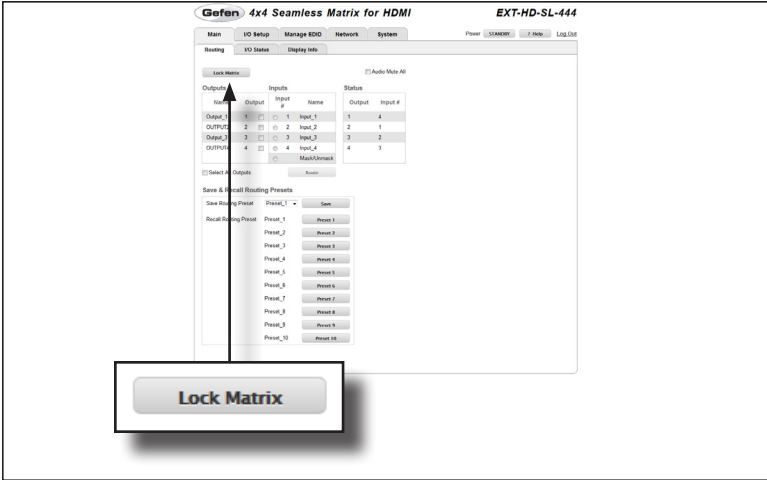 Gefen 4x4 Seamless Matrix for HDMI EXT-HD-SL-444
Main I/O Setup Manage EDID Network System Power STANDBY ? Help Log Out
Routing I/O Status Display Info
Lock Matrix Audio Mute All
Outputs Inputs Status
Name Output Input # Name Output Input #
Output_1 1 1 Input_1 1 4
OUTPUT2 2 2 Input_2 2 1
Output_3 3 3 Input_3 3 2
OUTPUT4 4 4 Input_4 4 3
Mask/Unmask
Select All Outputs Route
Save & Recall Routing Presets
Save Routing Preset Preset_1 Save
Recall Routing Preset Preset_1 Preset 1
Preset_2 Preset 2
Preset_3 Preset 3
Preset_4 Preset 4
Preset_5 Preset 5
Preset_6 Preset 6
Preset_7 Preset 7
Preset_8 Preset 8
Preset_9 Preset 9
Preset_10 Preset 10
Lock Matrix